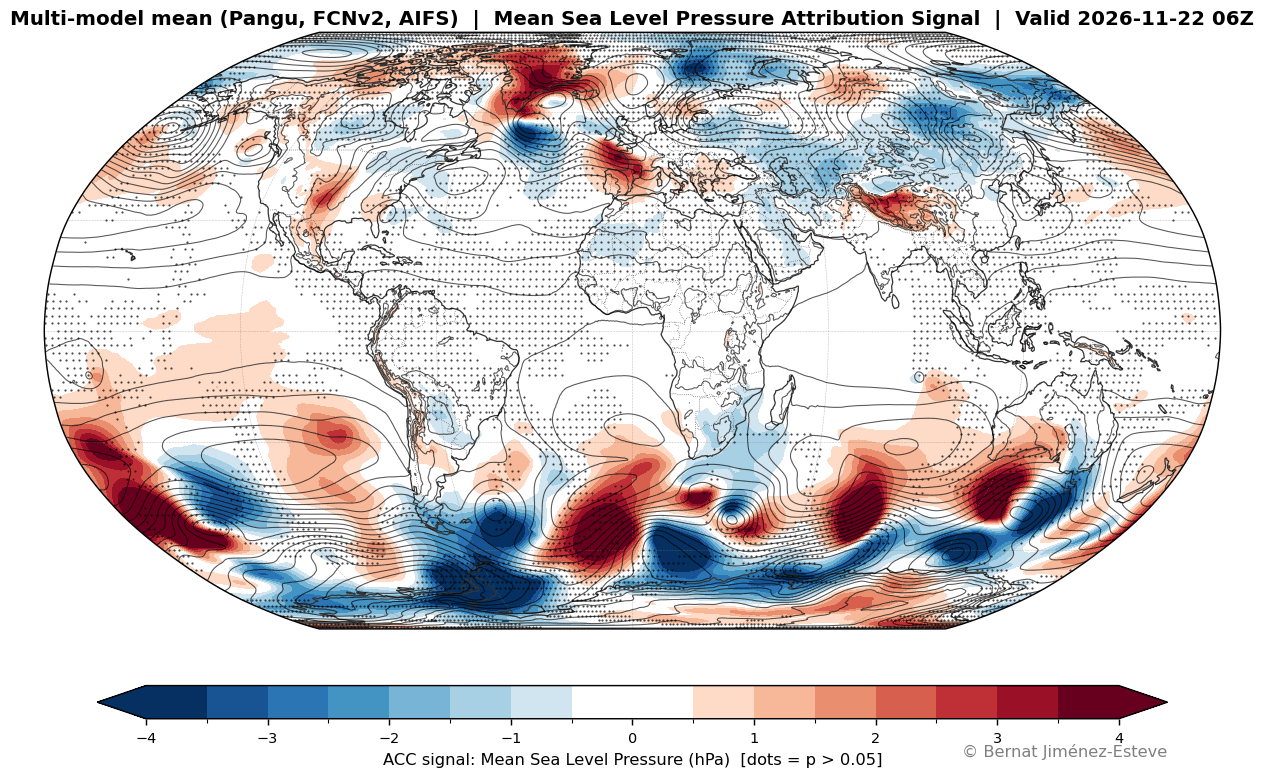 Multi-model mean (Pangu, FCNv2, AIFS)  |  Mean Sea Level Pressure Attribution Signal  |  Valid 2026-11-22 06Z
−4 −3 −2 −1 0 1 2 3 4
ACC signal: Mean Sea Level Pressure (hPa)  [dots = p > 0.05]
© Bernat Jiménez-Esteve